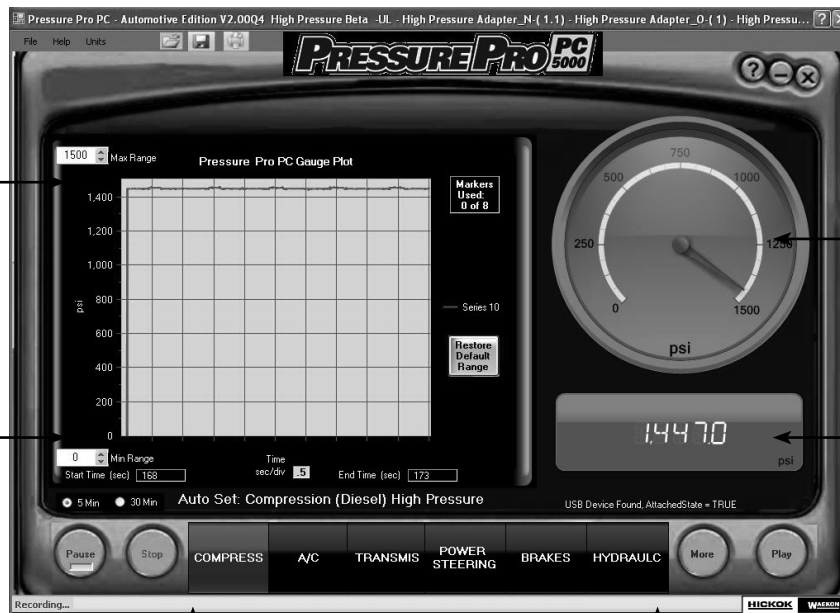 Pressure Pro PC - Automotive Edition V2.00Q4 High Pressure Beta -UL - High Pressure Adapter_N-( 1.1) - High Pressure Adapter_O-( 1) - High Pressu...
File Help Units
PRESSURE PRO PC 5000
1500 Max Range
Pressure Pro PC Gauge Plot
Markers Used:
0 of 8
1,400
1,200
1,000
800
600
400
200
0
psi
Series 10
Restore
Default
Range
0 Min Range
Time
sec/div .5
Start Time (sec) 168
End Time (sec) 173
5 Min 30 Min
Auto Set: Compression (Diesel) High Pressure
0
250
500
750
1000
1250
1500
psi
1,447.0
psi
USB Device Found, AttachedState = TRUE
Pause
Stop
COMPRESS
A/C
TRANSMIS
POWER
STEERING
BRAKES
HYDRAULC
More
Play
Recording...
HICKOK WAEKON